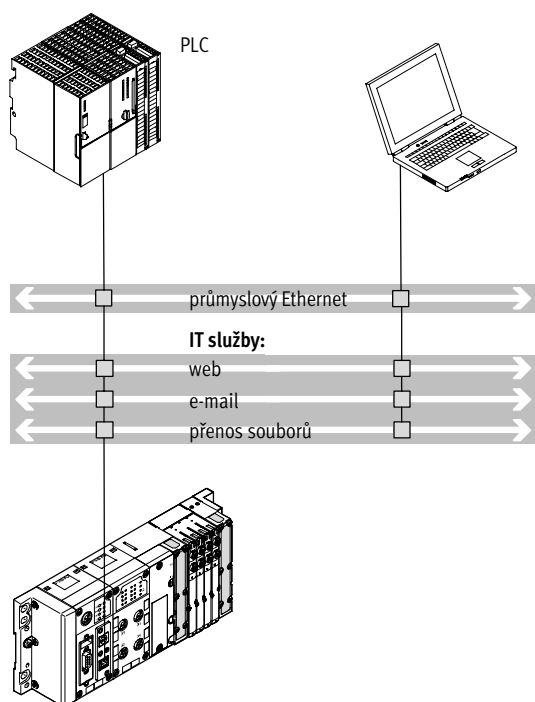 PLC
průmyslový Ethernet
IT služby:
web
e-mail
přenos souborů